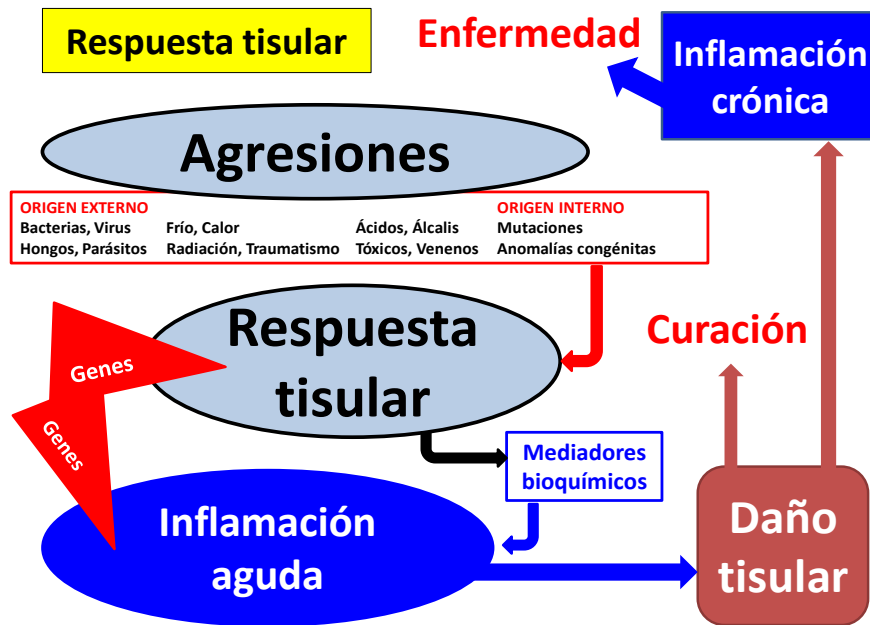 Respuesta tisular
Enfermedad
Inflamación
crónica
Agresiones
ORIGEN EXTERNO ORIGEN INTERNO
Bacterias, Virus Frío, Calor Ácidos, Álcalis Mutaciones
Hongos, Parásitos Radiación, Traumatismo Tóxicos, Venenos Anomalías congénitas
Respuesta
tisular
Curación
Genes
Genes
Mediadores
bioquímicos
Inflamación
aguda
Daño
tisular